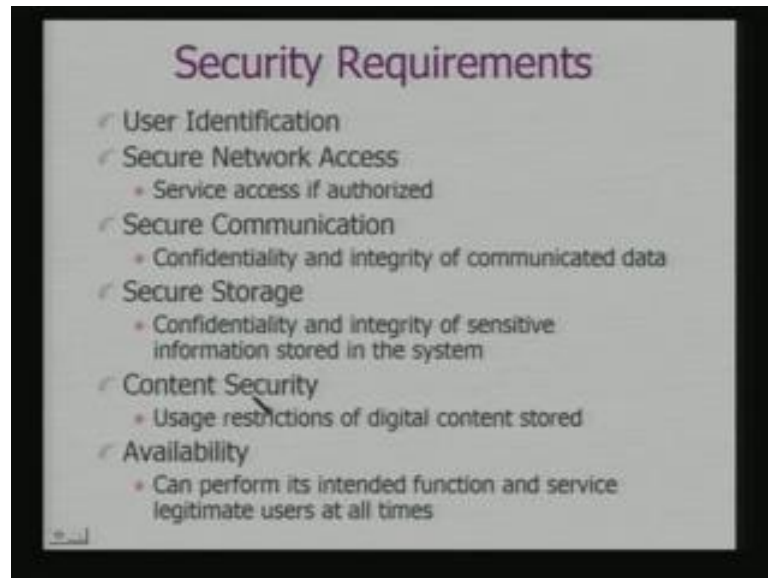 Security Requirements
User Identification
Secure Network Access
Service access if authorized
Secure Communication
Confidentiality and integrity of communicated data
Secure Storage
Confidentiality and integrity of sensitive
information stored in the system
Content Security
Usage restrictions of digital content stored
Availability
Can perform its intended function and service
legitimate users at all times